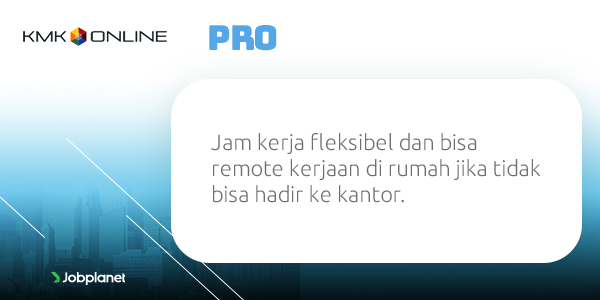 KMK ONLINE
PRO
Jam kerja fleksibel dan bisa
remote kerjaan di rumah jika tidak
bisa hadir ke kantor.
Jobplanet